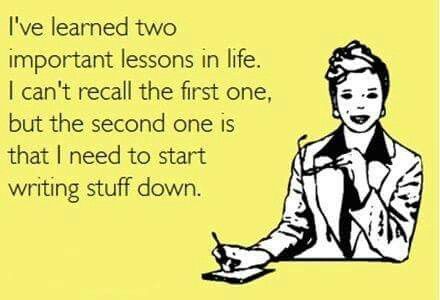 I've learned two
important lessons in life.
I can't recall the first one,
but the second one is
that I need to start
writing stuff down.